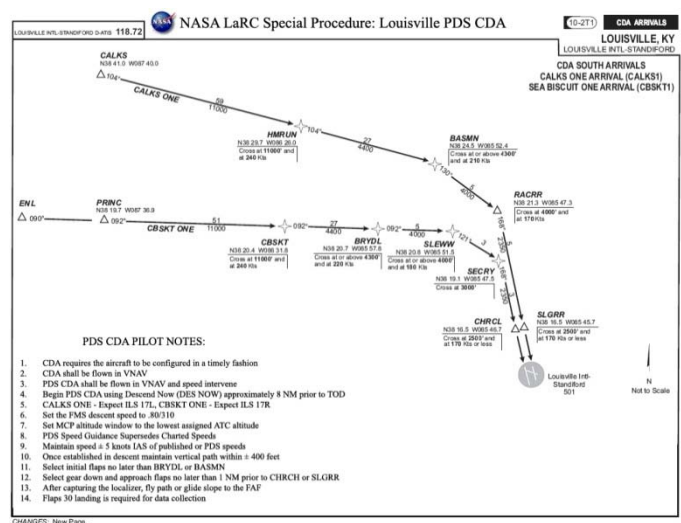 LOUISVILLE INTL-STANDIFORD D-ATIS 118.72
NASA
NASA LaRC Special Procedure: Louisville PDS CDA
10-2T1
CDA ARRIVALS
LOUISVILLE, KY
LOUISVILLE INTL-STANDIFORD
CDA SOUTH ARRIVALS
CALKS ONE ARRIVAL (CALKS1)
SEA BISCUIT ONE ARRIVAL (CBSKT1)
CALKS
N38 41.0 W087 40.0
104°
CALKS ONE
59
11000
HMRUN
N38 29.7 W086 28.0
Cross at 11000' and
at 240 Kts
104°
27
4400
BASMN
N38 24.5 W085 52.4
Cross at or above 4300'
and at 210 Kts
130°
5
4000
RACRR
N38 21.3 W085 47.3
Cross at 4000' and
at 170 Kts
168°
5
2350
ENL
090°
PRINC
N38 19.7 W087 36.9
092°
CBSKT ONE
51
11000
CBSKT
N38 20.4 W086 31.8
Cross at 11000' and
at 240 Kts
092°
27
4400
BRYDL
N38 20.7 W085 57.8
Cross at or above 4300'
and at 220 Kts
092°
5
4000
SLEWW
N38 20.8 W085 51.5
Cross at or above 4000'
and at 180 Kts
121°
3
SECRY
N38 19.1 W085 47.5
Cross at 3000'
168°
3
2350
CHRCL
N38 16.5 W085 46.7
Cross at 2500' and
at 170 Kts or less
SLGRR
N38 16.5 W085 45.7
Cross at 2500' and
at 170 Kts or less
Louisville Intl-
Standiford
501
N
Not to Scale
PDS CDA PILOT NOTES:
1. CDA requires the aircraft to be configured in a timely fashion
2. CDA shall be flown in VNAV
3. PDS CDA shall be flown in VNAV and speed intervene
4. Begin PDS CDA using Descend Now (DES NOW) approximately 8 NM prior to TOD
5. CALKS ONE - Expect ILS 17L, CBSKT ONE - Expect ILS 17R
6. Set the FMS descent speed to .80/310
7. Set MCP altitude window to the lowest assigned ATC altitude
8. PDS Speed Guidance Supersedes Charted Speeds
9. Maintain speed ± 5 knots IAS of published or PDS speeds
10. Once established in descent maintain vertical path within ± 400 feet
11. Select initial flaps no later than BRYDL or BASMN
12. Select gear down and approach flaps no later than 1 NM prior to CHRCH or SLGRR
13. After capturing the localizer, fly path or glide slope to the FAF
14. Flaps 30 landing is required for data collection
CHANGES: New Page